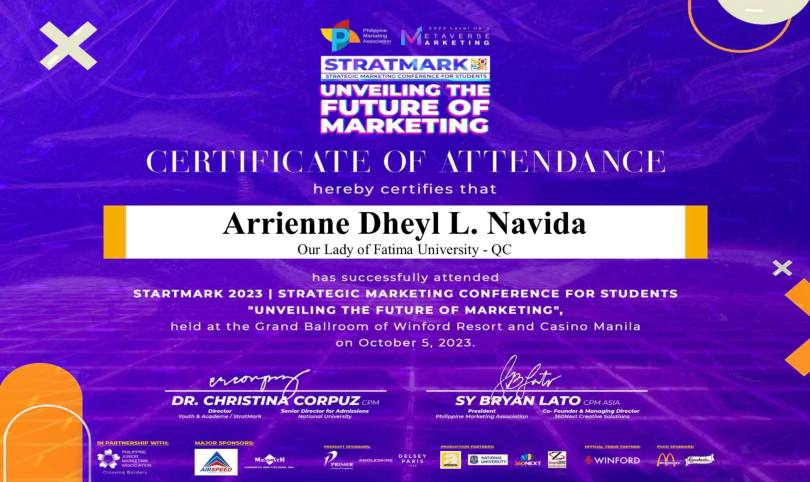 Philippine
Marketing
Association
2023 Level Up
METAVERSE
MARKETING
STRATMARK
STRATEGIC MARKETING CONFERENCE FOR STUDENTS
UNVEILING THE
FUTURE OF
MARKETING
CERTIFICATE OF ATTENDANCE
hereby certifies that
Arrienne Dheyl L. Navida
Our Lady of Fatima University - QC
has successfully attended
STARTMARK 2023 | STRATEGIC MARKETING CONFERENCE FOR STUDENTS
"UNVEILING THE FUTURE OF MARKETING",
held at the Grand Ballroom of Winford Resort and Casino Manila
on October 5, 2023.
DR. CHRISTINA CORPUZ CPM
Director
Youth & Academe / StratMark
Senior Director for Admissions
National University
SY BRYAN LATO CPM ASIA
President
Philippine Marketing Association
Co- Founder & Managing Director
360Next Creative Solutions
IN PARTNERSHIP WITH:
PHILIPPINE
JUNIOR
MARKETING
ASSOCIATION
Crossing Borders
MAJOR SPONSORS:
AIRSPEED
PRODUCT SPONSORS:
PRIMER
MOLESKINE
DELSEY
PARIS
PRODUCTION PARTNERS:
NATIONAL
UNIVERSITY
360NEXT
OFFICIAL VENUE PARTNER:
WINFORD
FOOD SPONSORS: